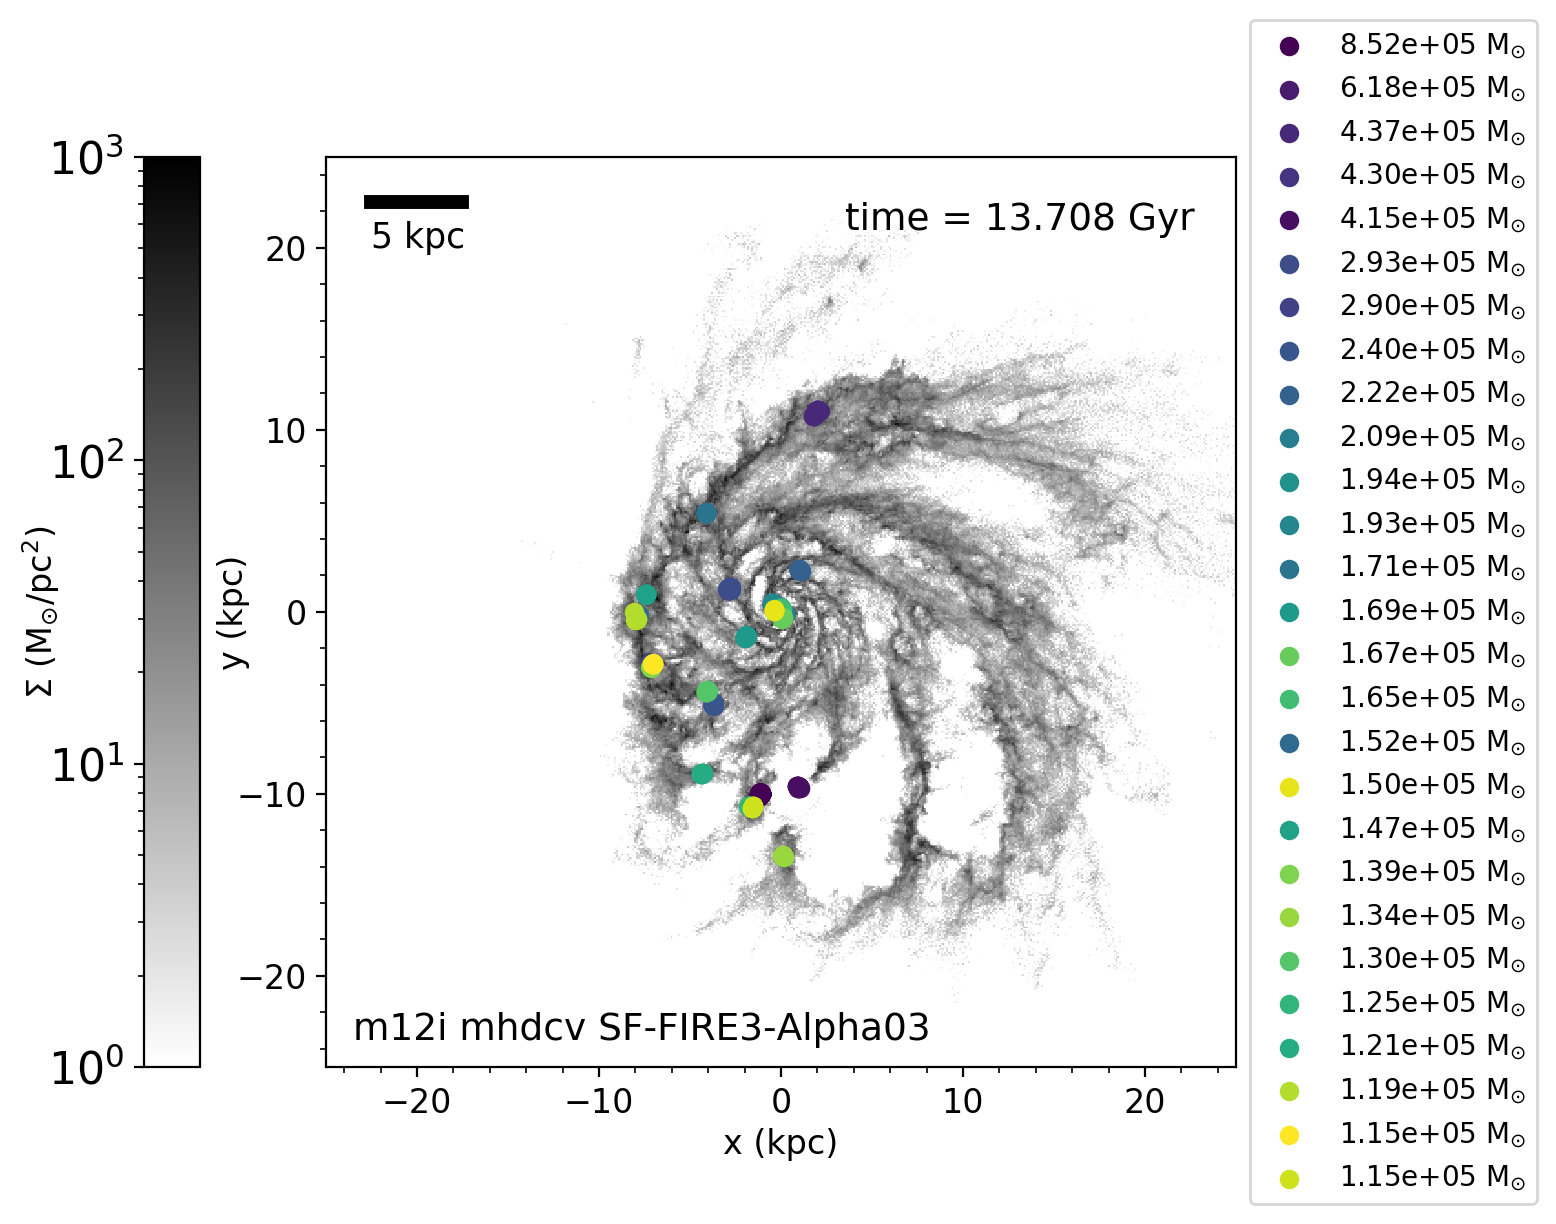 10³
10²
10¹
10⁰
Σ (M⊙/pc²)
y (kpc)
20
10
0
−10
−20
5 kpc
time = 13.708 Gyr
m12i mhdcv SF-FIRE3-Alpha03
−20 −10 0 10 20
x (kpc)
8.52e+05 M⊙
6.18e+05 M⊙
4.37e+05 M⊙
4.30e+05 M⊙
4.15e+05 M⊙
2.93e+05 M⊙
2.90e+05 M⊙
2.40e+05 M⊙
2.22e+05 M⊙
2.09e+05 M⊙
1.94e+05 M⊙
1.93e+05 M⊙
1.71e+05 M⊙
1.69e+05 M⊙
1.67e+05 M⊙
1.65e+05 M⊙
1.52e+05 M⊙
1.50e+05 M⊙
1.47e+05 M⊙
1.39e+05 M⊙
1.34e+05 M⊙
1.30e+05 M⊙
1.25e+05 M⊙
1.21e+05 M⊙
1.19e+05 M⊙
1.15e+05 M⊙
1.15e+05 M⊙